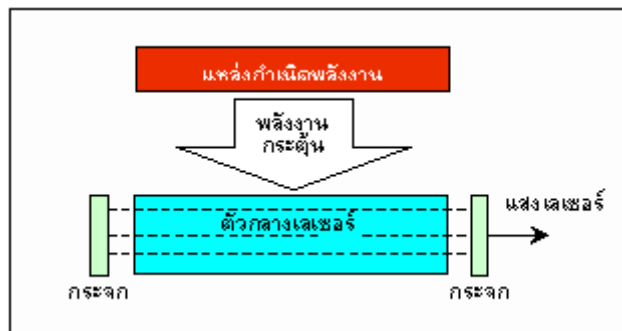 แหล่งกำเนิดพลังงาน
พลังงาน
กระตุ้น
แสงเลเซอร์
ตัวกลางเลเซอร์
กระจก
กระจก